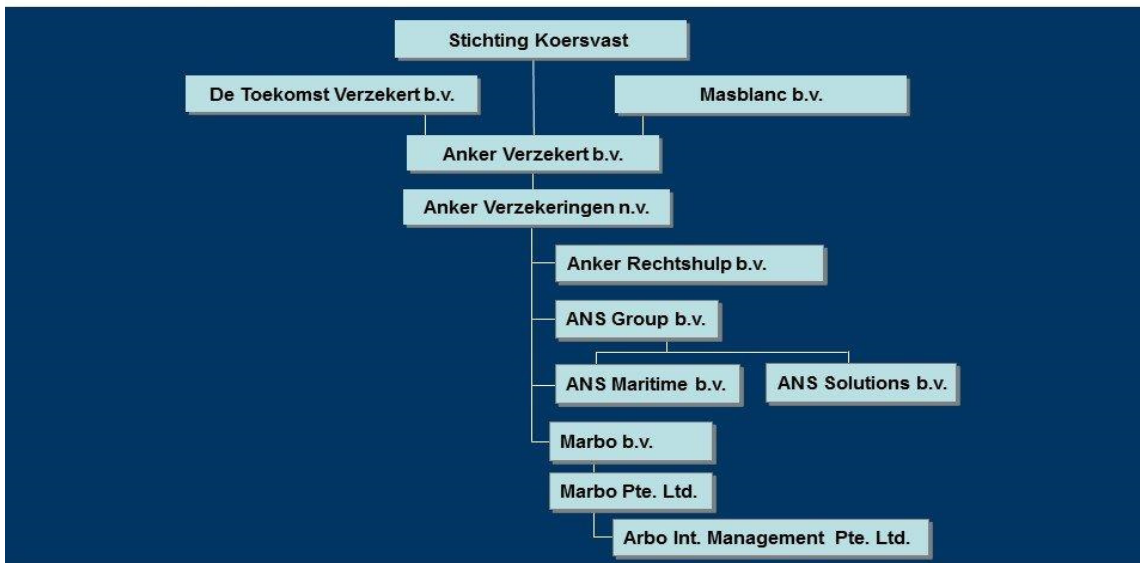 Stichting Koersvast
De Toekomst Verzekert b.v.
Masblanc b.v.
Anker Verzekert b.v.
Anker Verzekeringen n.v.
Anker Rechtshulp b.v.
ANS Group b.v.
ANS Maritime b.v.
ANS Solutions b.v.
Marbo b.v.
Marbo Pte. Ltd.
Arbo Int. Management Pte. Ltd.